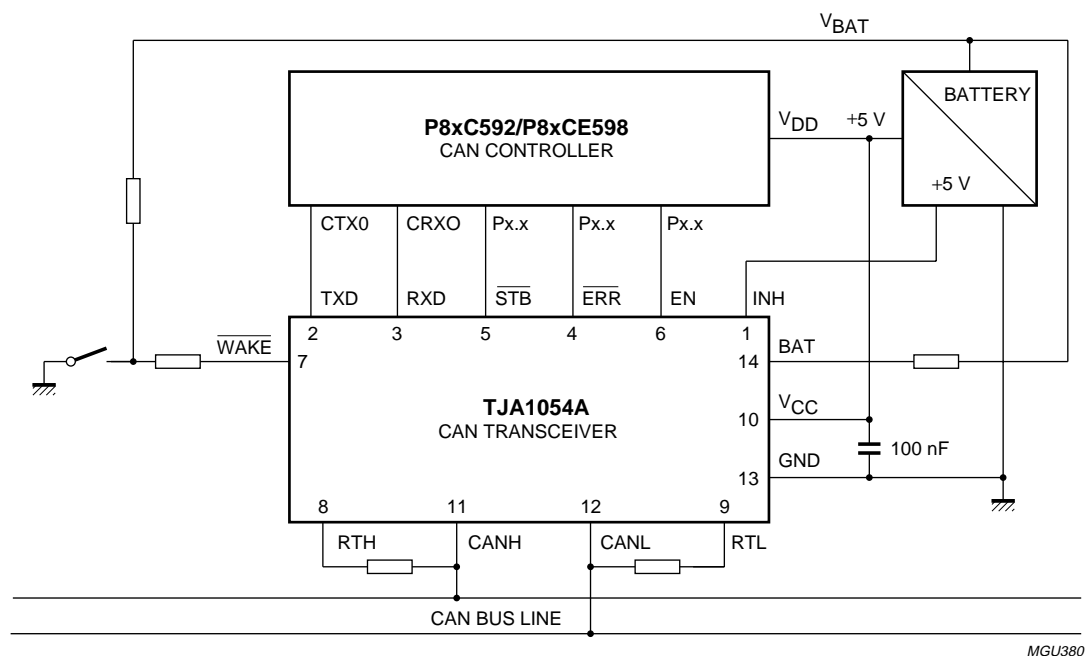 VBAT
BATTERY
P8xC592/P8xCE598
CAN CONTROLLER
VDD
+5 V
+5 V
CTX0 CRXO Px.x Px.x Px.x
TXD RXD STB ERR EN INH
2 3 5 4 6 1
WAKE
7
14
BAT
TJA1054A
CAN TRANSCEIVER
10
VCC
100 nF
13
GND
8 11 12 9
RTH CANH CANL RTL
CAN BUS LINE
MGU380